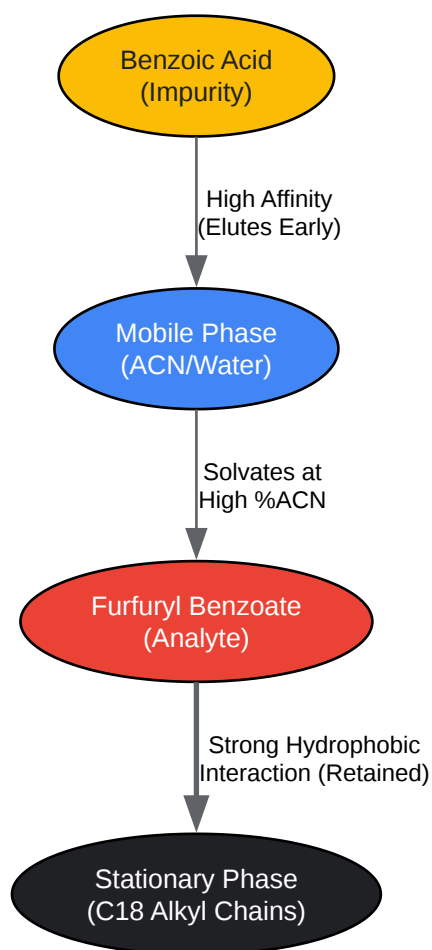 Benzoic Acid
(Impurity)
High Affinity
(Elutes Early)
Mobile Phase
(ACN/Water)
Solvates at
High %ACN
Furfuryl Benzoate
(Analyte)
Strong Hydrophobic
Interaction (Retained)
Stationary Phase
(C18 Alkyl Chains)